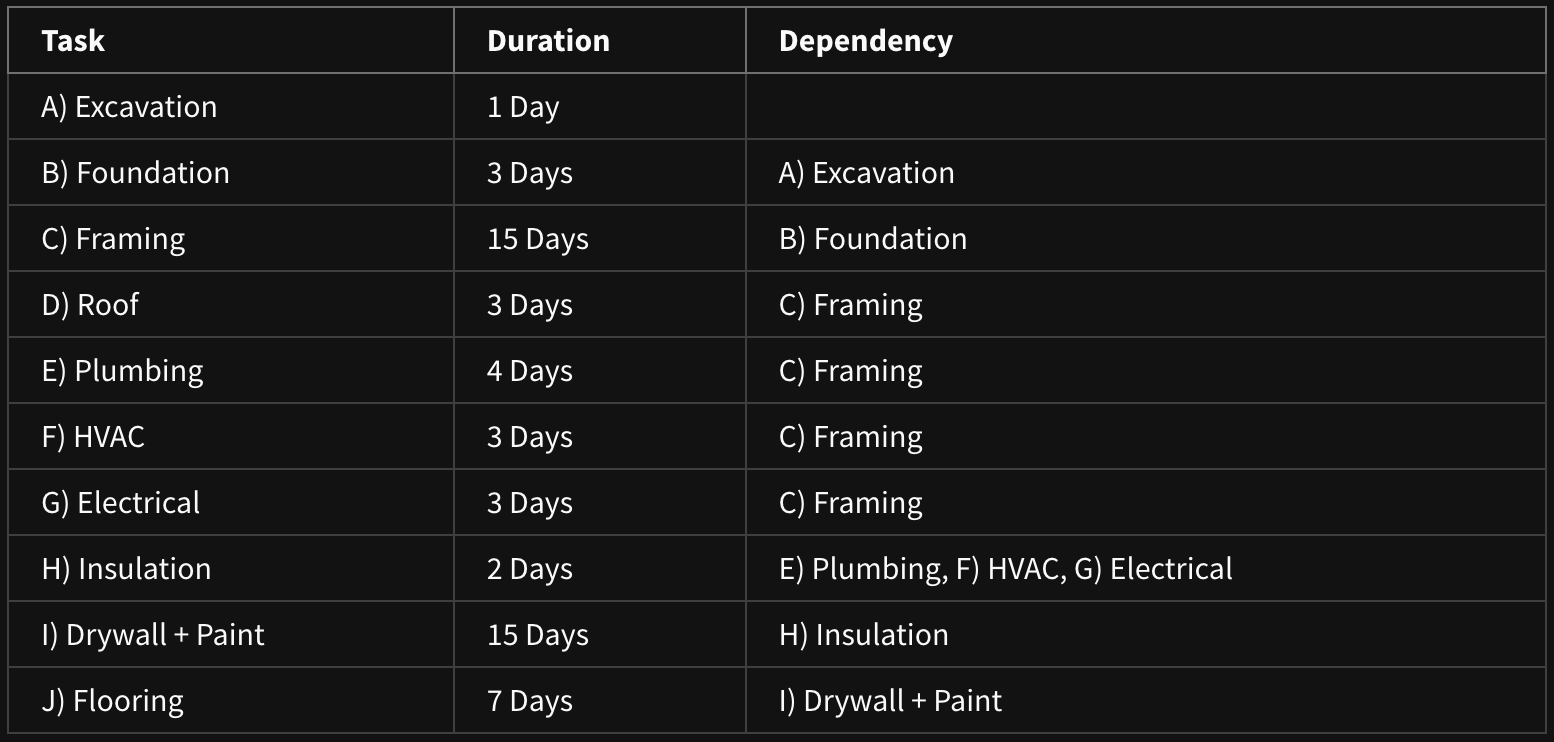 Task Duration Dependency
A) Excavation 1 Day
B) Foundation 3 Days A) Excavation
C) Framing 15 Days B) Foundation
D) Roof 3 Days C) Framing
E) Plumbing 4 Days C) Framing
F) HVAC 3 Days C) Framing
G) Electrical 3 Days C) Framing
H) Insulation 2 Days E) Plumbing, F) HVAC, G) Electrical
I) Drywall + Paint 15 Days H) Insulation
J) Flooring 7 Days I) Drywall + Paint